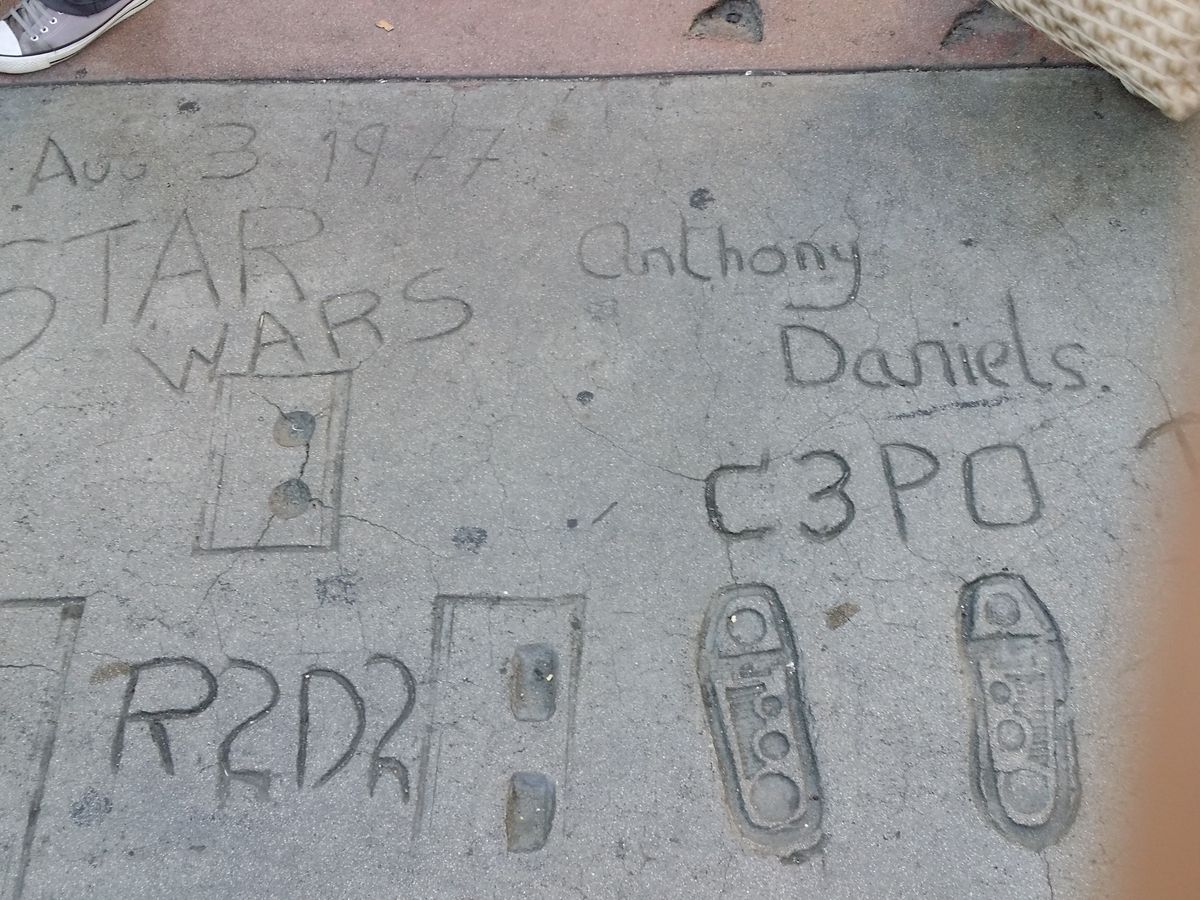 Aug 3 1977
STAR
WARS
Anthony
Daniels.
C3PO
R2D2